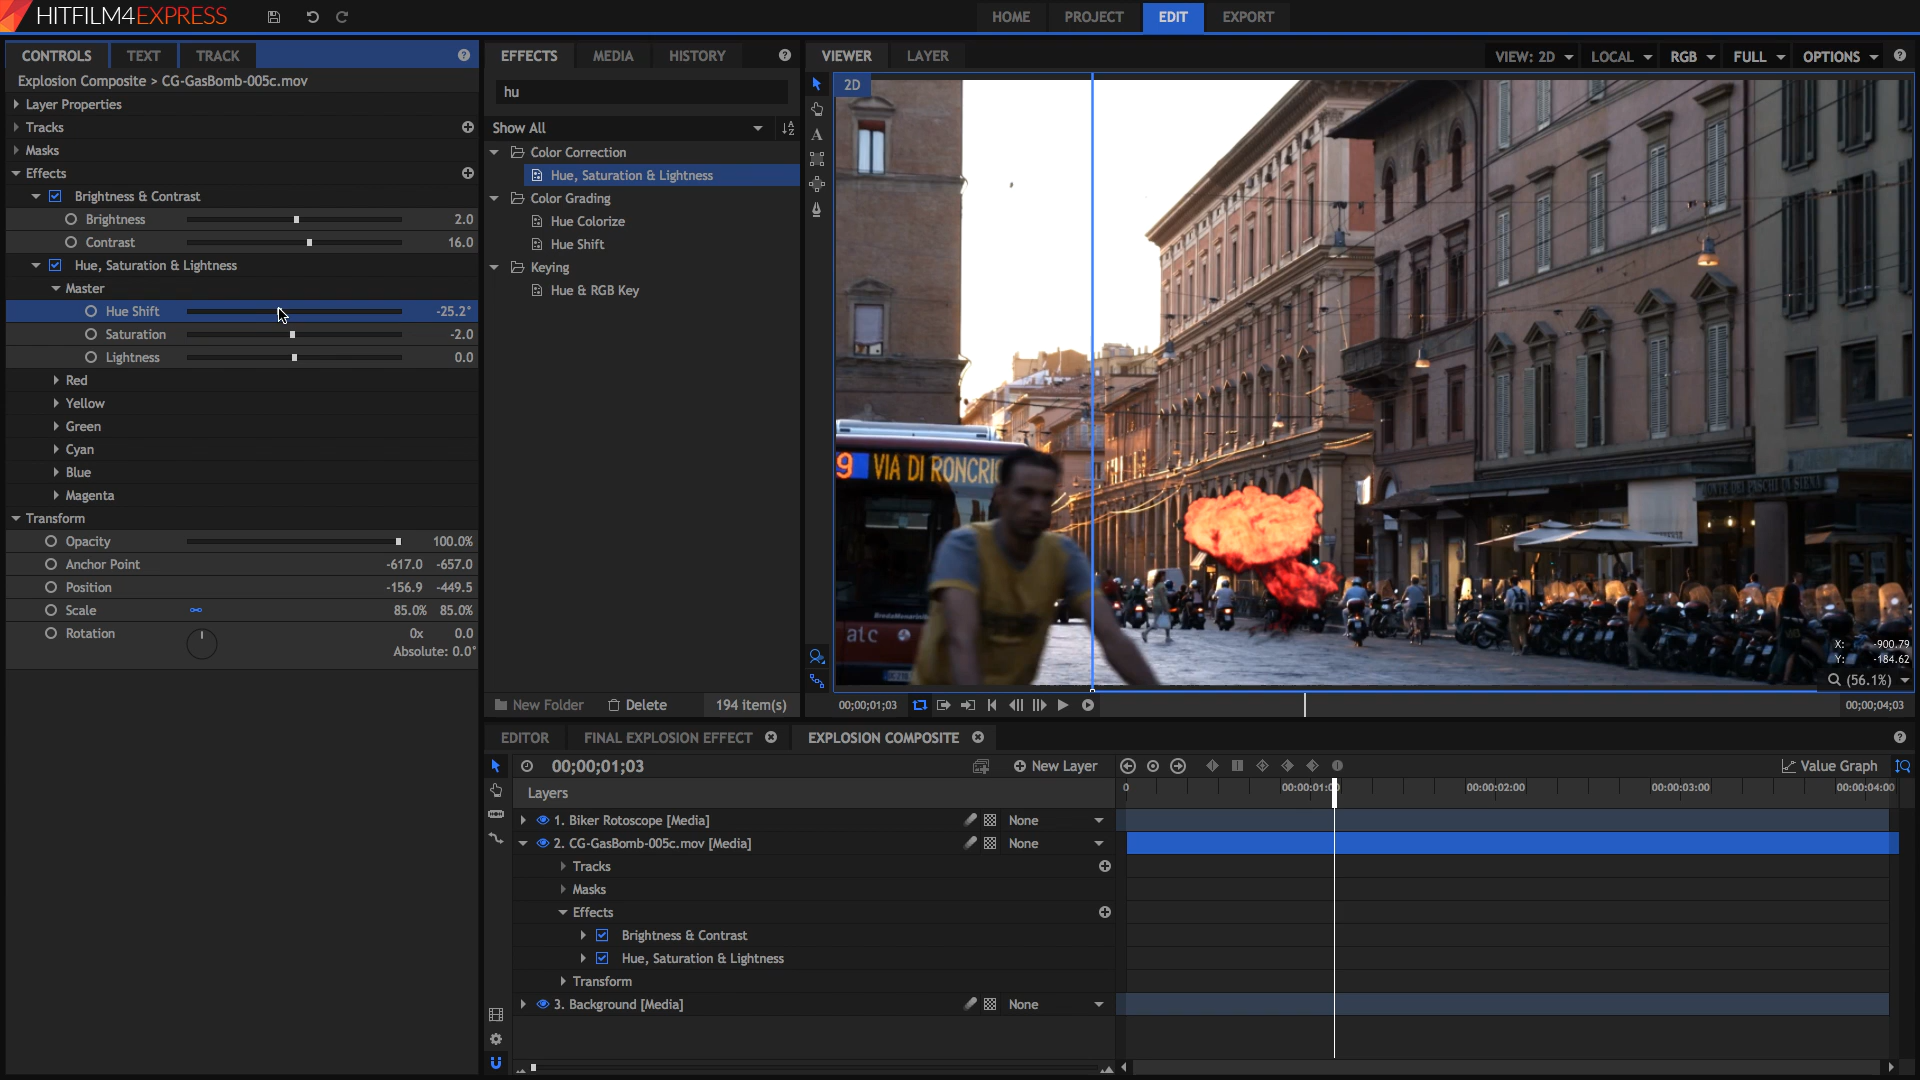 HITFILM4EXPRESS
HOME PROJECT EDIT EXPORT
CONTROLS TEXT TRACK
Explosion Composite > CG-GasBomb-005c.mov
Layer Properties
Tracks
Masks
Effects
Brightness & Contrast
Brightness 2.0
Contrast 16.0
Hue, Saturation & Lightness
Master
Hue Shift -25.2°
Saturation -2.0
Lightness 0.0
Red
Yellow
Green
Cyan
Blue
Magenta
Transform
Opacity 100.0%
Anchor Point -617.0 -657.0
Position -156.9 -449.5
Scale 85.0% 85.0%
Rotation 0x 0.0
Absolute: 0.0°
EFFECTS MEDIA HISTORY
hu
Show All
Color Correction
Hue, Saturation & Lightness
Color Grading
Hue Colorize
Hue Shift
Keying
Hue & RGB Key
New Folder Delete 194 item(s)
VIEWER LAYER
VIEW: 2D LOCAL RGB FULL OPTIONS
2D
9 VIA DI RONCRI
atc
X: -900.79
Y: -184.62
(56.1%)
00;00;01;03 00;00;04;03
EDITOR FINAL EXPLOSION EFFECT EXPLOSION COMPOSITE
00;00;01;03 New Layer Value Graph
Layers 0 00:00:01:0 00:00:02:00 00:00:03:00 00:00:04:00
1. Biker Rotoscope [Media] None
2. CG-GasBomb-005c.mov [Media] None
Tracks
Masks
Effects
Brightness & Contrast
Hue, Saturation & Lightness
Transform
3. Background [Media] None